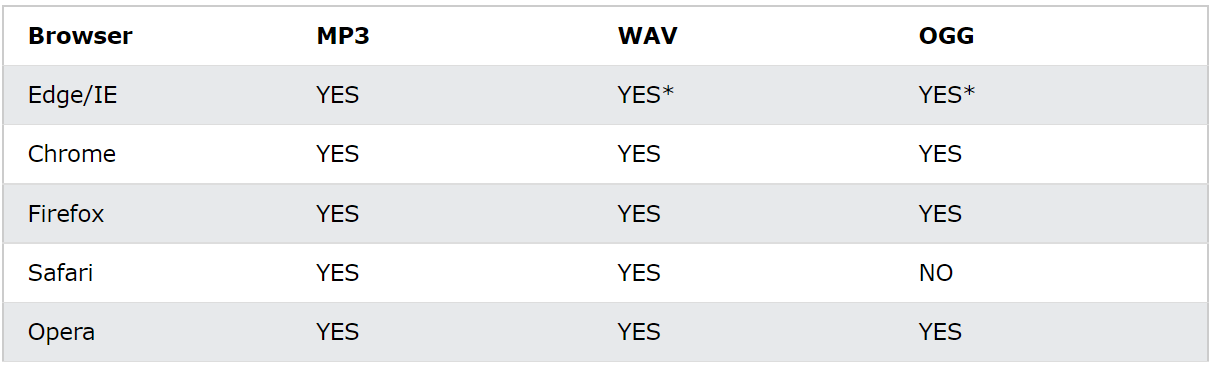 Browser MP3 WAV OGG
Edge/IE YES YES* YES*
Chrome YES YES YES
Firefox YES YES YES
Safari YES YES NO
Opera YES YES YES